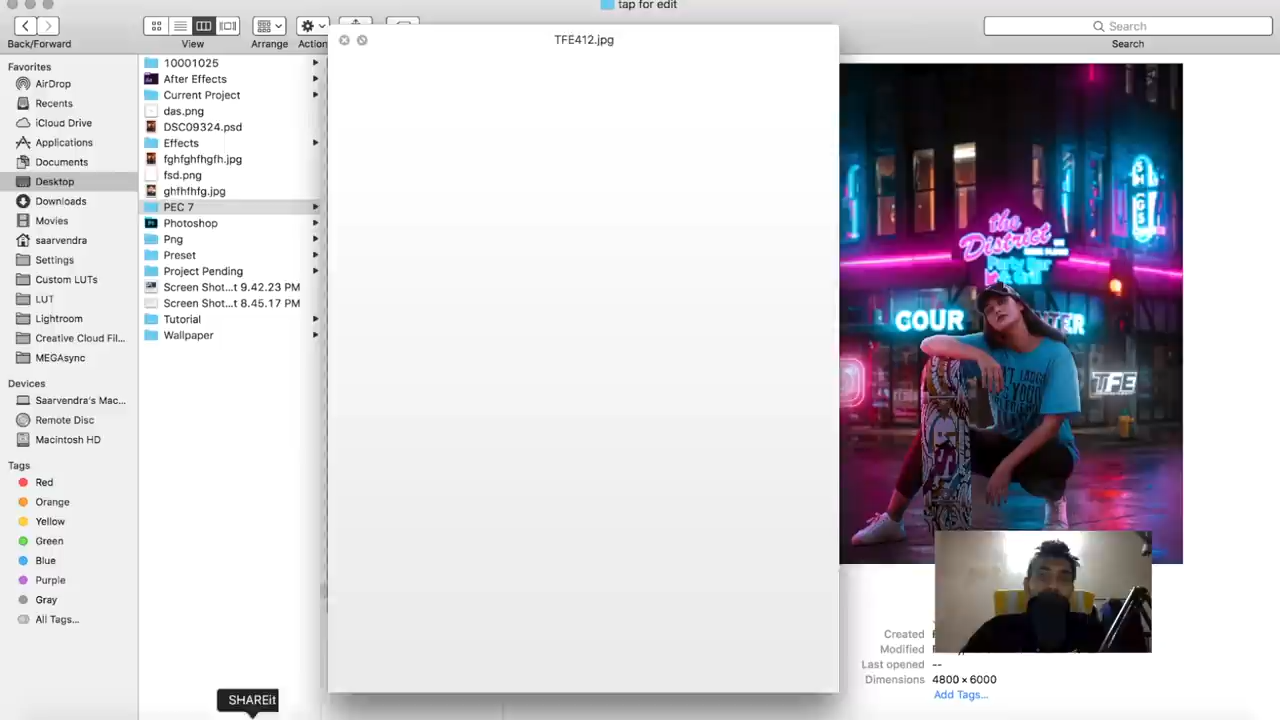 tap for edit
Back/Forward
View
Arrange
Action
Search
Search
TFE412.jpg
Favorites
AirDrop
Recents
iCloud Drive
Applications
Documents
Desktop
Downloads
Movies
saarvendra
Settings
Custom LUTs
LUT
Lightroom
Creative Cloud Fil...
MEGAsync
Devices
Saarvendra's Mac...
Remote Disc
Macintosh HD
Tags
Red
Orange
Yellow
Green
Blue
Purple
Gray
All Tags...
10001025
After Effects
Current Project
das.png
DSC09324.psd
Effects
fghfghfhgfh.jpg
fsd.png
ghfhfhfg.jpg
PEC 7
Photoshop
Png
Preset
Project Pending
Screen Shot...t 9.42.23 PM
Screen Shot...t 8.45.17 PM
Tutorial
Wallpaper
the
District
Party Bar
GOUR
TFE
Created
Modified
Last opened --
Dimensions 4800 × 6000
Add Tags...
SHAREit